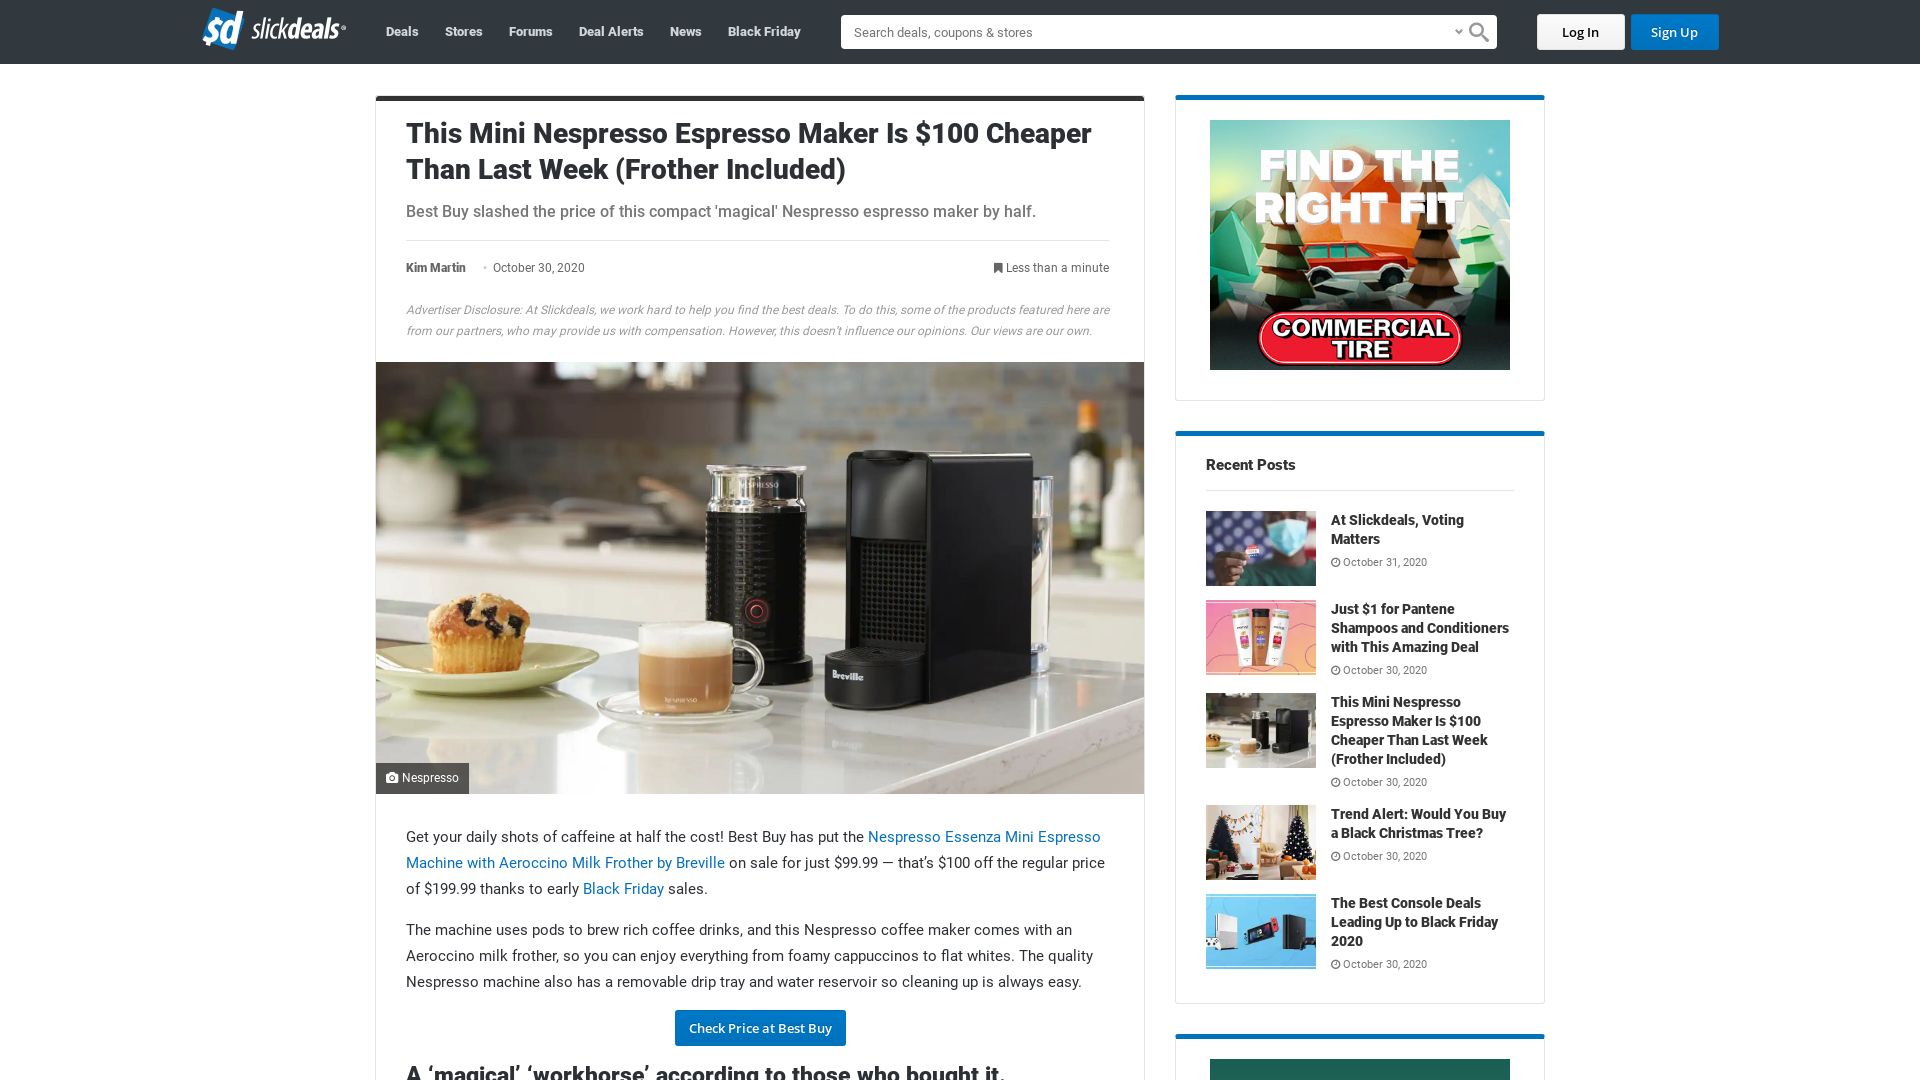 $d slickdeals
Deals
Stores
Forums
Deal Alerts
News
Black Friday
Search deals, coupons & stores
Log In
Sign Up
This Mini Nespresso Espresso Maker Is $100 Cheaper
Than Last Week (Frother Included)
Best Buy slashed the price of this compact 'magical' Nespresso espresso maker by half.
Kim Martin • October 30, 2020
Less than a minute
Advertiser Disclosure: At Slickdeals, we work hard to help you find the best deals. To do this, some of the products featured here are
from our partners, who may provide us with compensation. However, this doesn't influence our opinions. Our views are our own.
NESPRESSO
Breville
NESPRESSO
Nespresso
Get your daily shots of caffeine at half the cost! Best Buy has put the Nespresso Essenza Mini Espresso
Machine with Aeroccino Milk Frother by Breville on sale for just $99.99 — that’s $100 off the regular price
of $199.99 thanks to early Black Friday sales.
The machine uses pods to brew rich coffee drinks, and this Nespresso coffee maker comes with an
Aeroccino milk frother, so you can enjoy everything from foamy cappuccinos to flat whites. The quality
Nespresso machine also has a removable drip tray and water reservoir so cleaning up is always easy.
Check Price at Best Buy
A ‘magical’ ‘workhorse’ according to those who bought it.
FIND THE
RIGHT FIT
COMMERCIAL
TIRE
Recent Posts
At Slickdeals, Voting
Matters
October 31, 2020
Just $1 for Pantene
Shampoos and Conditioners
with This Amazing Deal
October 30, 2020
This Mini Nespresso
Espresso Maker Is $100
Cheaper Than Last Week
(Frother Included)
October 30, 2020
Trend Alert: Would You Buy
a Black Christmas Tree?
October 30, 2020
The Best Console Deals
Leading Up to Black Friday
2020
October 30, 2020